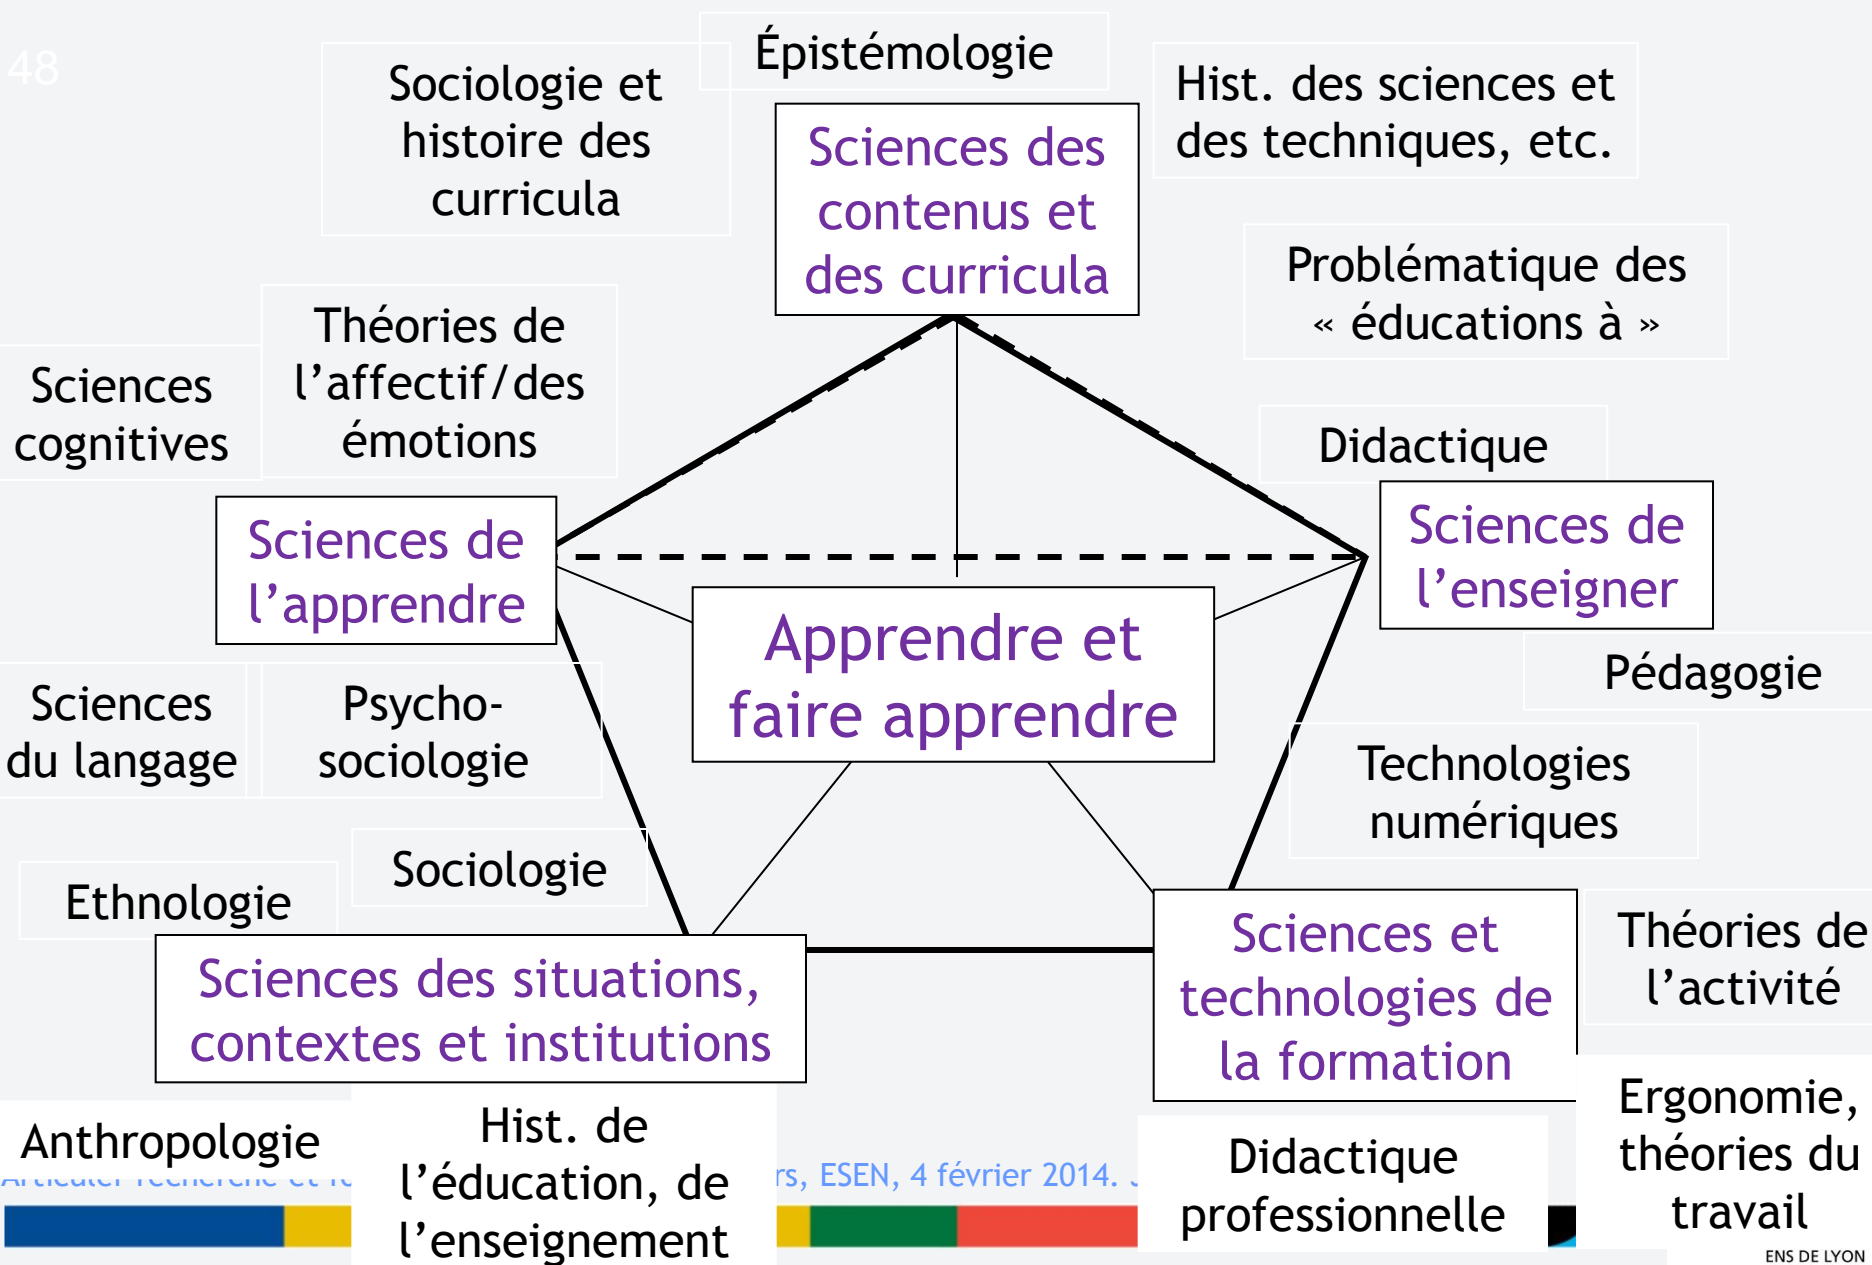 48
Épistémologie
Sociologie et
histoire des
curricula
Hist. des sciences et
des techniques, etc.
Sciences des
contenus et
des curricula
Problématique des
« éducations à »
Théories de
l’affectif/des
émotions
Sciences
cognitives
Didactique
Sciences de
l’apprendre
Sciences de
l’enseigner
Apprendre et
faire apprendre
Pédagogie
Sciences
du langage
Psycho-
sociologie
Technologies
numériques
Sociologie
Ethnologie
Sciences des situations,
contextes et institutions
Sciences et
technologies de
la formation
Théories de
l’activité
Anthropologie
Hist. de
l’éducation, de
l’enseignement
Didactique
professionnelle
Ergonomie,
théories du
travail
Articuler recherche et
rs, ESEN, 4 février 2014.
ENS DE LYON